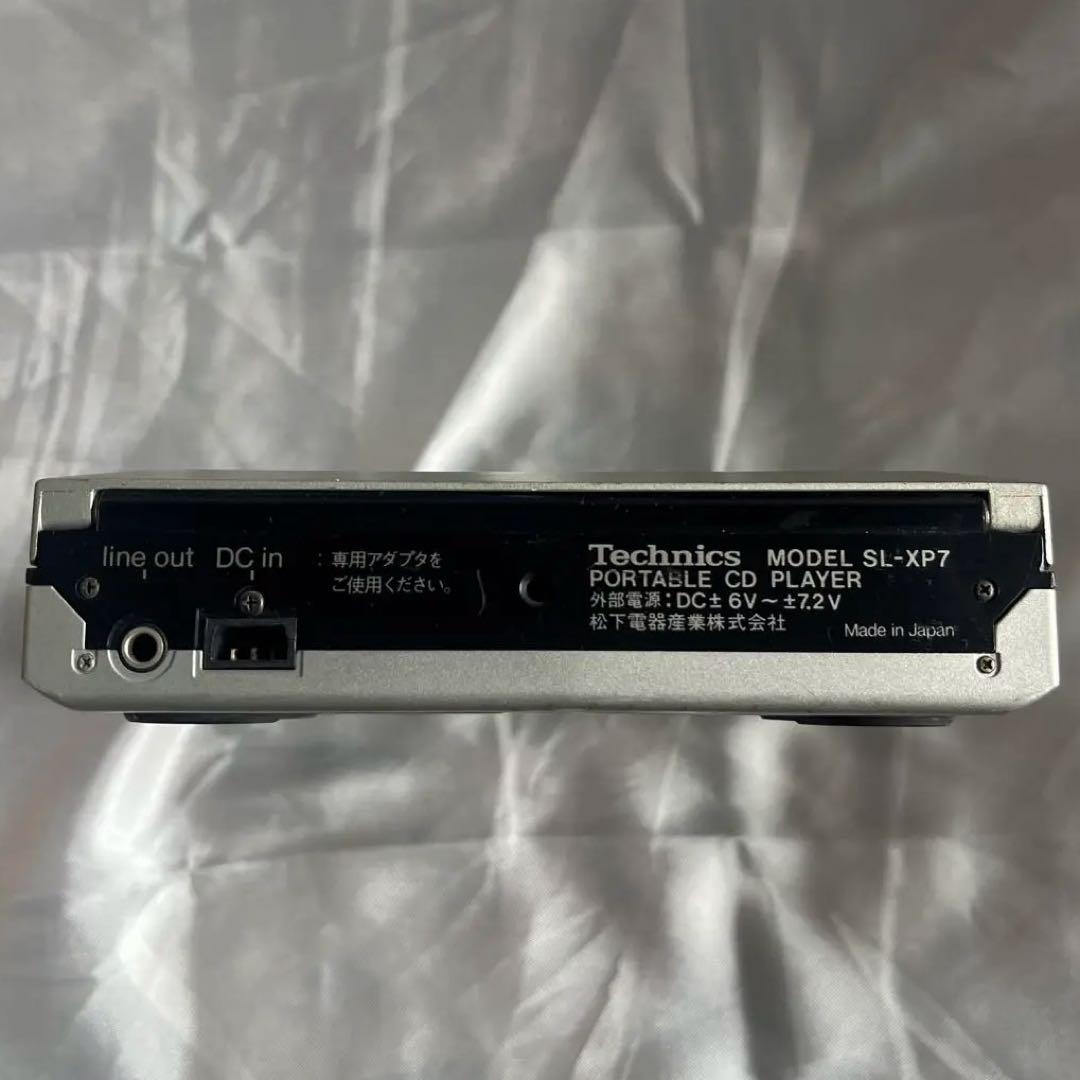 line out
DC in
：専用アダプタを
ご使用ください。
Technics MODEL SL-XP7
PORTABLE CD PLAYER
外部電源：DC± 6V～±7.2V
松下電器産業株式会社
Made in Japan